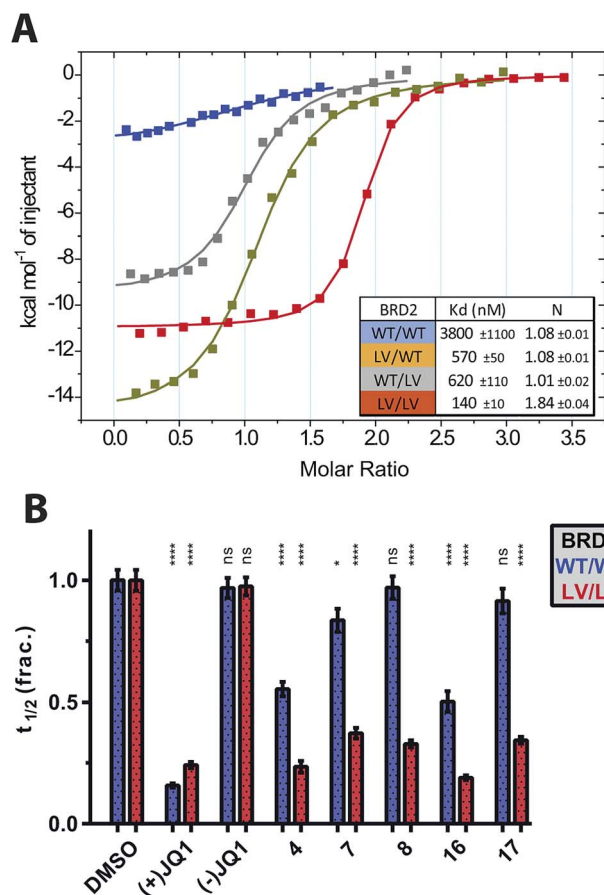 A
0
-2
-4
-6
-8
-10
-12
-14
kcal mol⁻¹ of injectant
0.0 0.5 1.0 1.5 2.0 2.5 3.0 3.5
Molar Ratio
BRD2 Kd (nM) N
WT/WT 3800 ±1100 1.08 ±0.01
LV/WT 570 ±50 1.08 ±0.01
WT/LV 620 ±110 1.01 ±0.02
LV/LV 140 ±10 1.84 ±0.04
B
1.0
0.5
0.0
t1/2 (frac.)
**** **** ns ns **** **** * **** ns **** **** **** ns ****
DMSO (+)JQ1 (-)JQ1 4 7 8 16 17
BRD
WT/W
LV/L